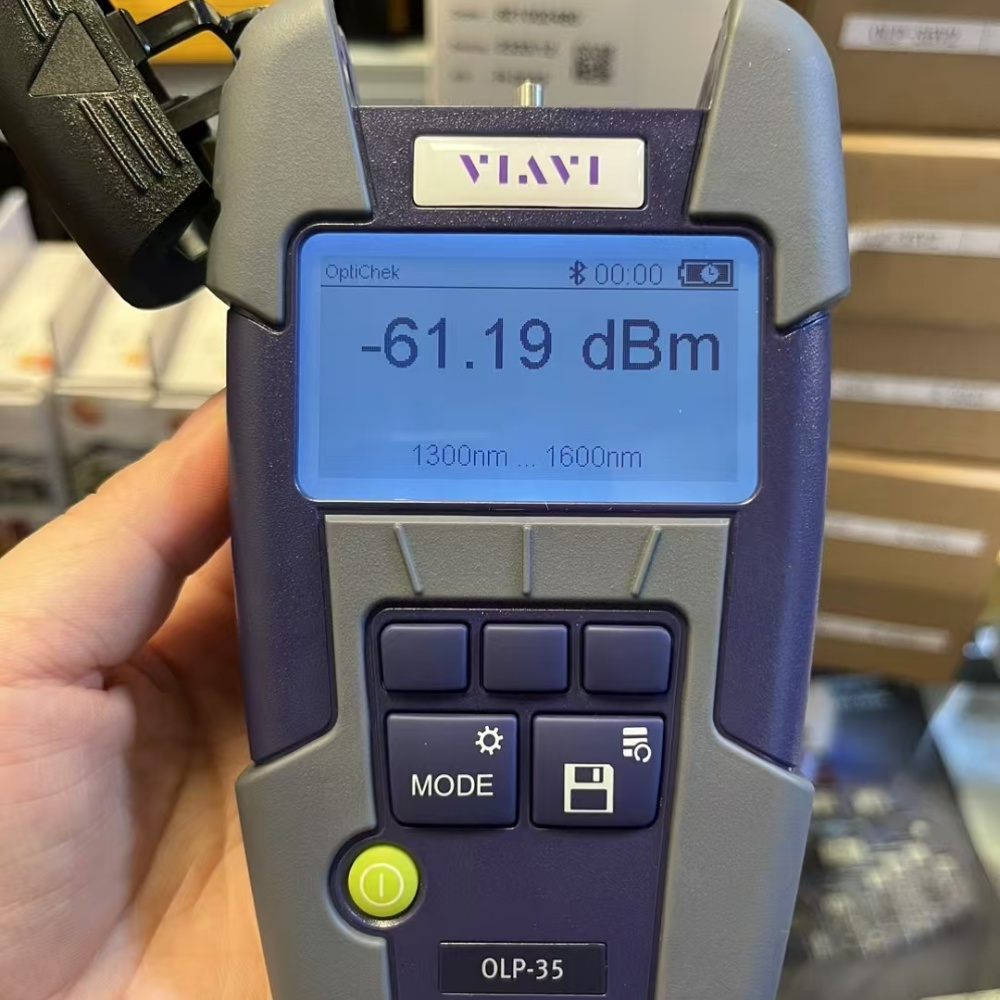 VIAVI
OptiChek 00:00
-61.19 dBm
1300nm ... 1600nm
MODE
OLP-35